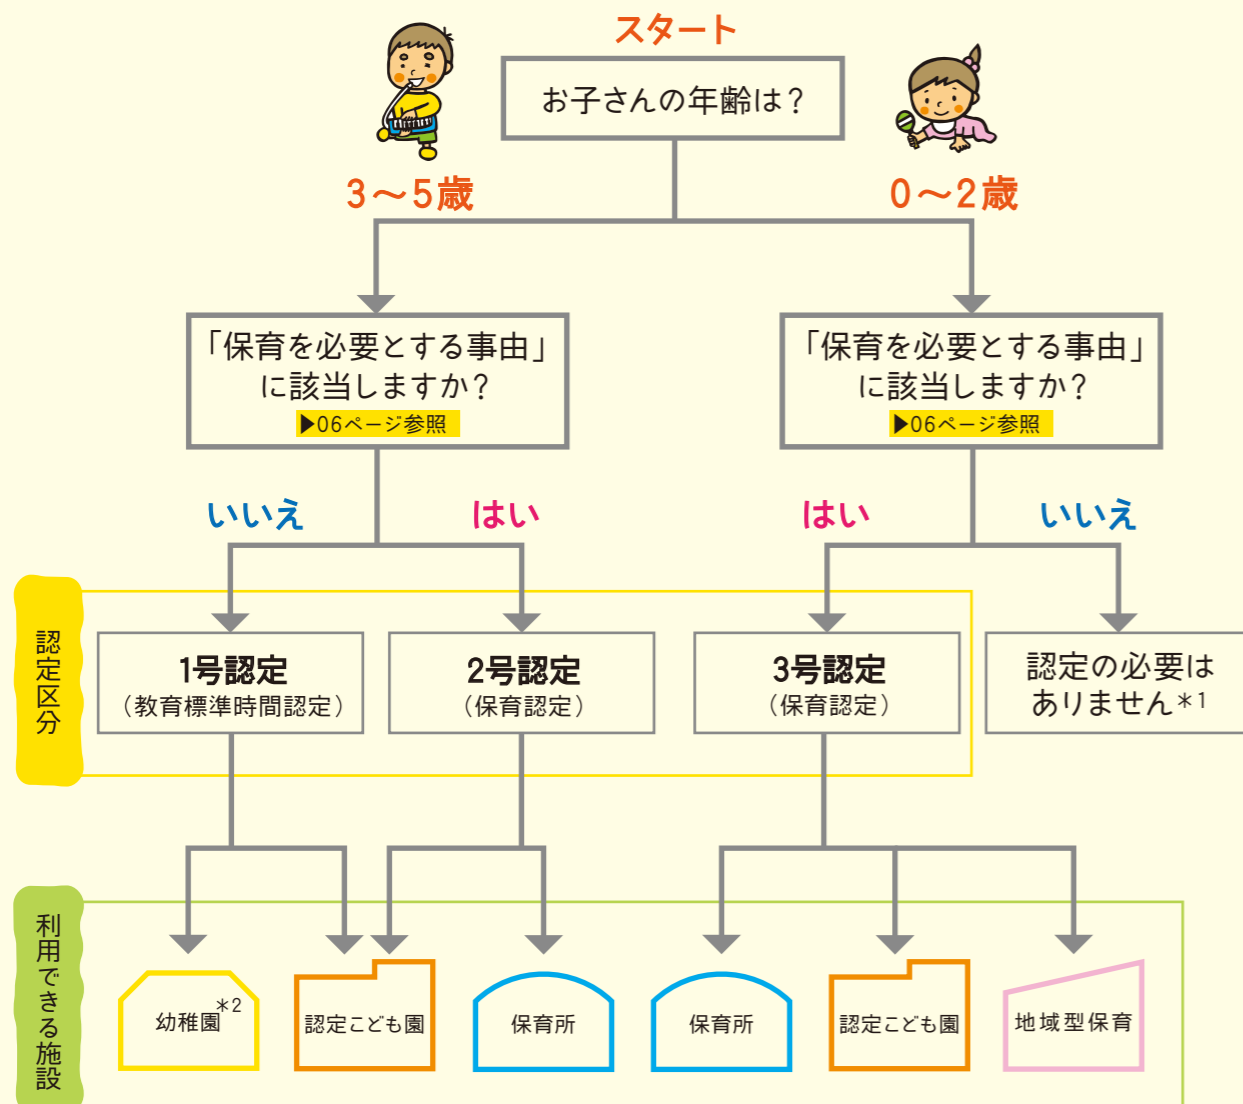 スタート
お子さんの年齢は？
3～5歳
0～2歳
「保育を必要とする事由」
に該当しますか？
▶06ページ参照
「保育を必要とする事由」
に該当しますか？
▶06ページ参照
いいえ
はい
はい
いいえ
認定区分
1号認定
（教育標準時間認定）
2号認定
（保育認定）
3号認定
（保育認定）
認定の必要は
ありません＊1
利用できる施設
幼稚園＊2
認定こども園
保育所
保育所
認定こども園
地域型保育